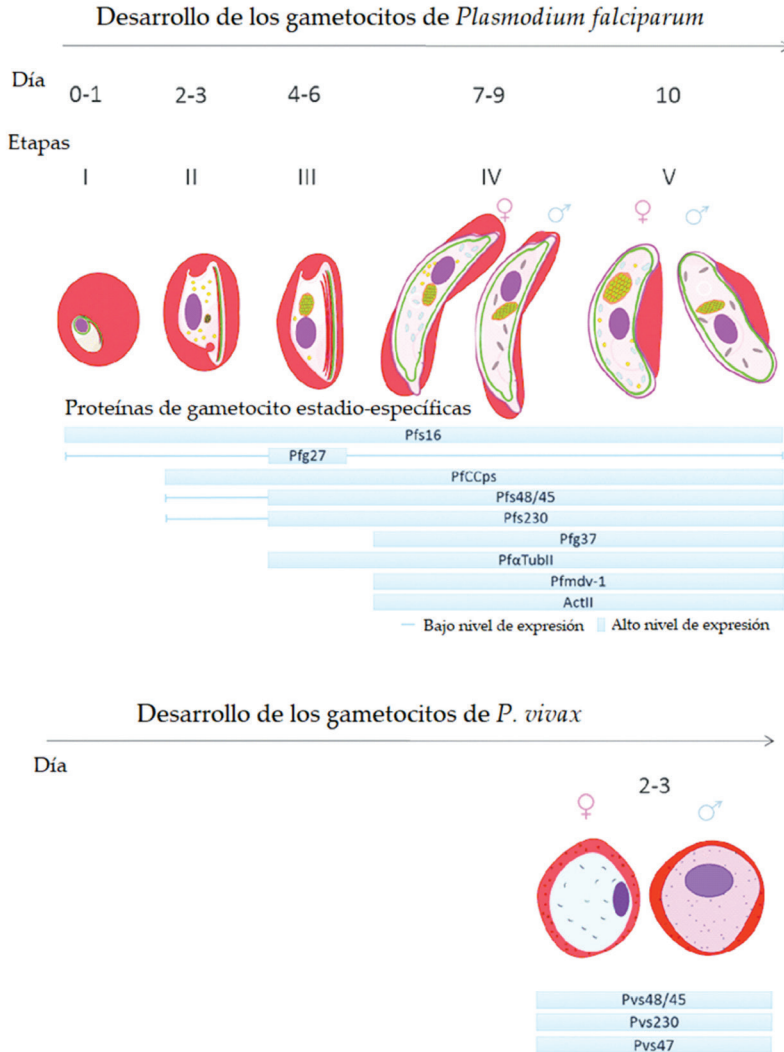 Desarrollo de los gametocitos de Plasmodium falciparum
Día
0-1 2-3 4-6 7-9 10
Etapas
I II III IV V
♀ ♂ ♀ ♂
Proteínas de gametocito estadio-específicas
Pfs16
Pfg27
PfCCps
Pfs48/45
Pfs230
Pfg37
PfαTubII
Pfmdv-1
ActII
Bajo nivel de expresión Alto nivel de expresión
Desarrollo de los gametocitos de P. vivax
Día
2-3
♀ ♂
Pvs48/45
Pvs230
Pvs47